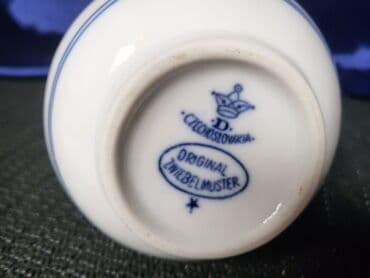 D.
CZECHOSLOVAKIA
ORIGINAL
ZWIEBELMUSTER